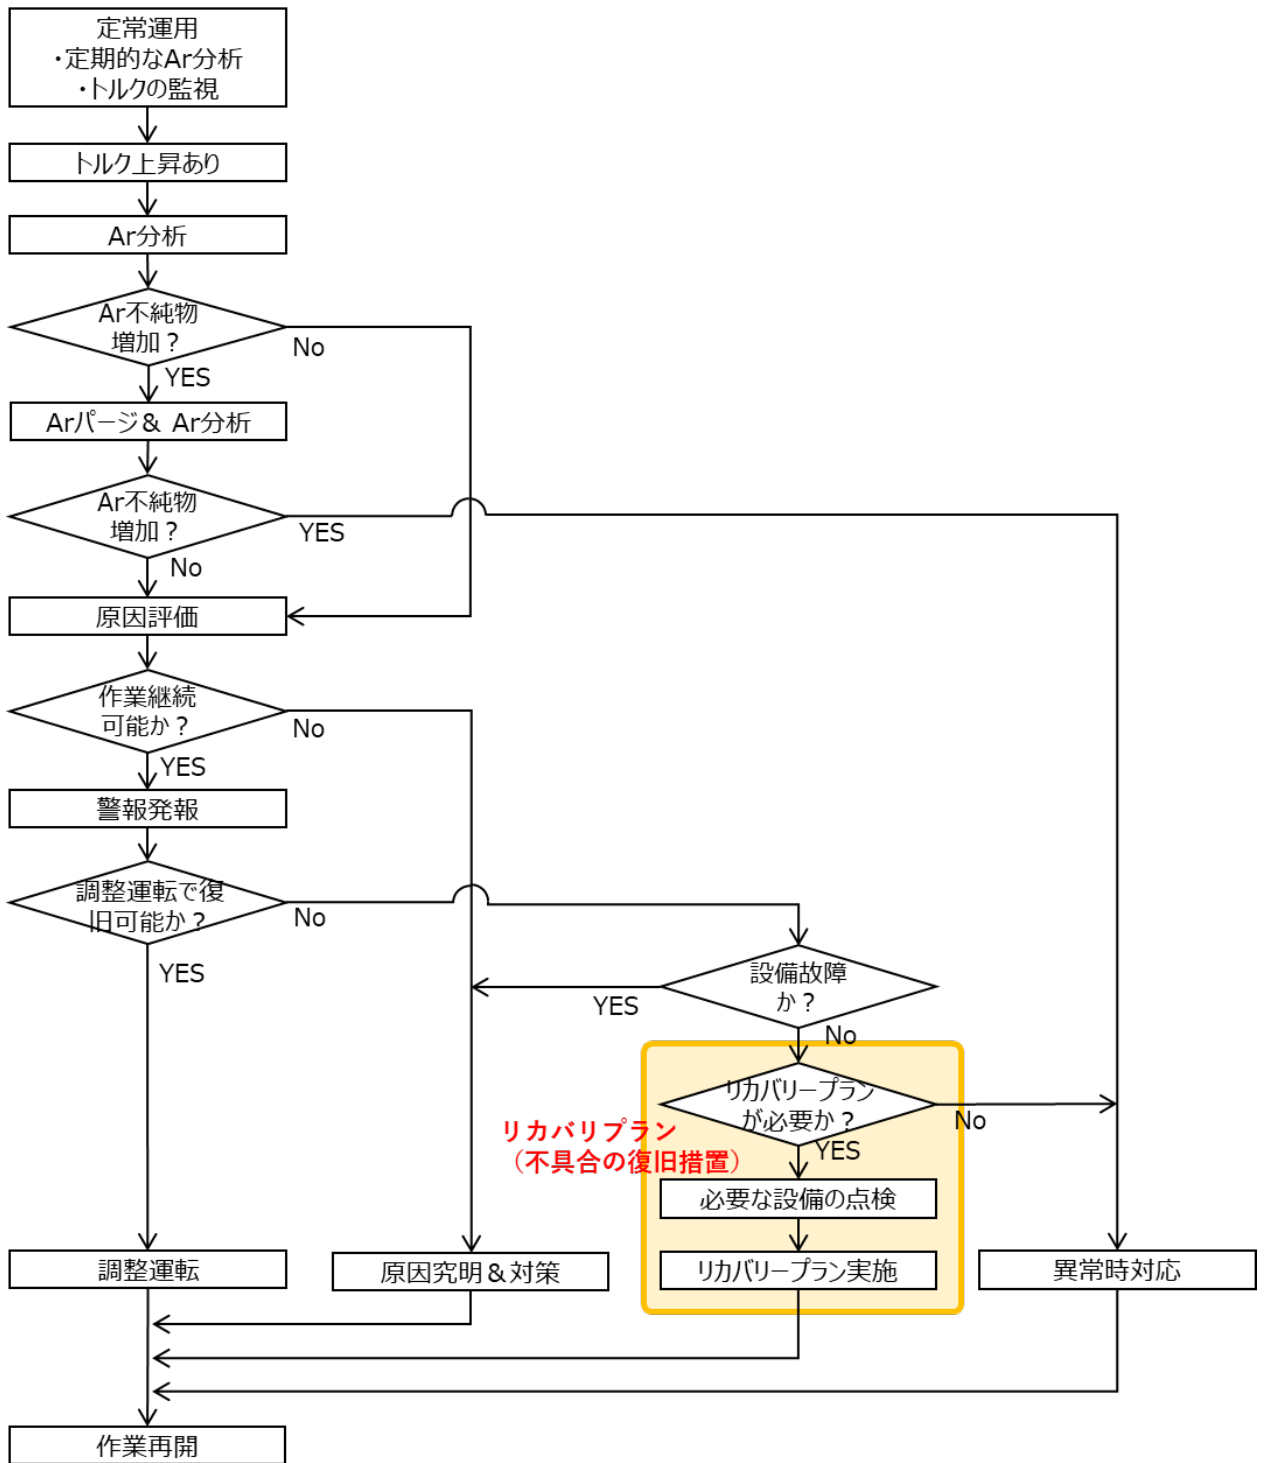 定常運用
・定期的なAr分析
・トルクの監視
トルク上昇あり
Ar分析
Ar不純物
増加？
No
YES
Arパージ＆ Ar分析
Ar不純物
増加？
YES
No
原因評価
作業継続
可能か？
No
YES
警報発報
調整運転で復
旧可能か？
No
YES
設備故障
か？
YES
No
リカバリープラン
が必要か？
No
YES
リカバリプラン
（不具合の復旧措置）
必要な設備の点検
調整運転
原因究明＆対策
リカバリープラン実施
異常時対応
作業再開